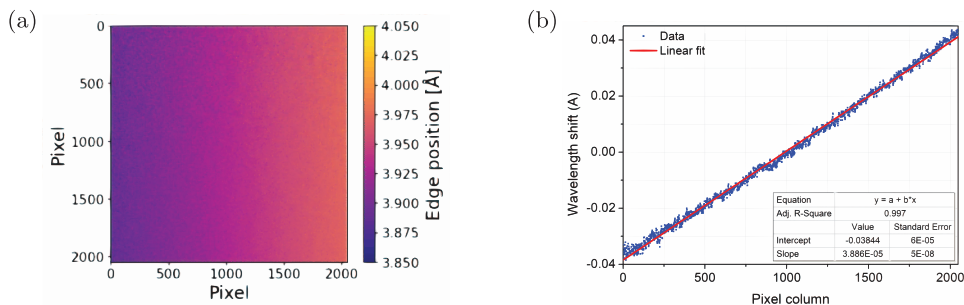 (a)
0
500
1000
1500
2000
Pixel
0 500 1000 1500 2000
Pixel
4.050
4.025
4.000
3.975
3.950
3.925
3.900
3.875
3.850
Edge position [Å]
(b)
Data
Linear fit
0.04
0.02
0.00
-0.02
-0.04
Wavelength shift (A)
Equation y = a + b*x
Adj. R-Square 0.997
Value Standard Error
Intercept -0.03844 6E-05
Slope 3.886E-05 5E-08
0 500 1000 1500 2000
Pixel column